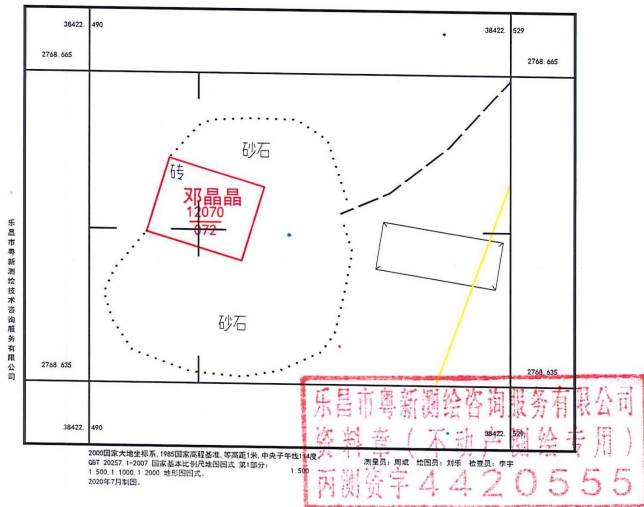 38422. 490
38422. 529
2768.665
2768.665
砂石
砖
邓晶晶
12070
072
砂石
乐昌市粤新测绘技术咨询服务有限公司
2768.635
2768.635
38422. 490
38422. 529
2000国家大地坐标系,1985国家高程基准,等高距1米,中央子午线114度。
GBT 20257.1-2007 国家基本比例尺地图图式 第1部分:
1:500,1:1000,1:2000 地形图图式.
2020年7月制图.
1:500
测量员:周斌 绘图员:刘乐 检查员:李宇
乐昌市粤新测绘咨询服务有限公司
资料章(不动产测绘专用)
丙测资字4420555